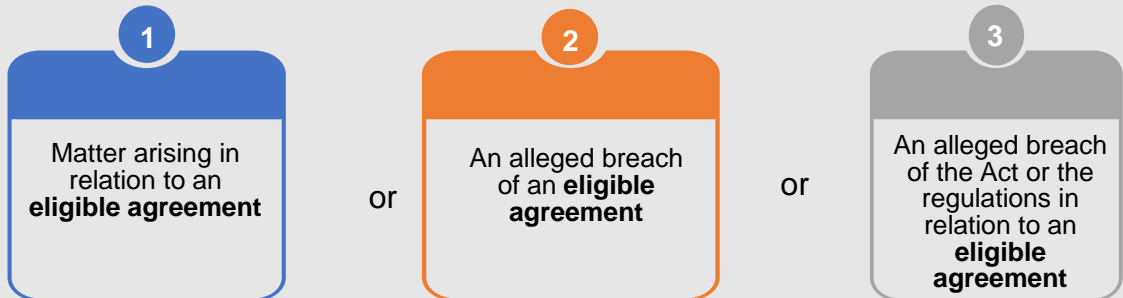 1
Matter arising in
relation to an
eligible agreement
or
2
An alleged breach
of an eligible
agreement
or
3
An alleged breach
of the Act or the
regulations in
relation to an
eligible
agreement